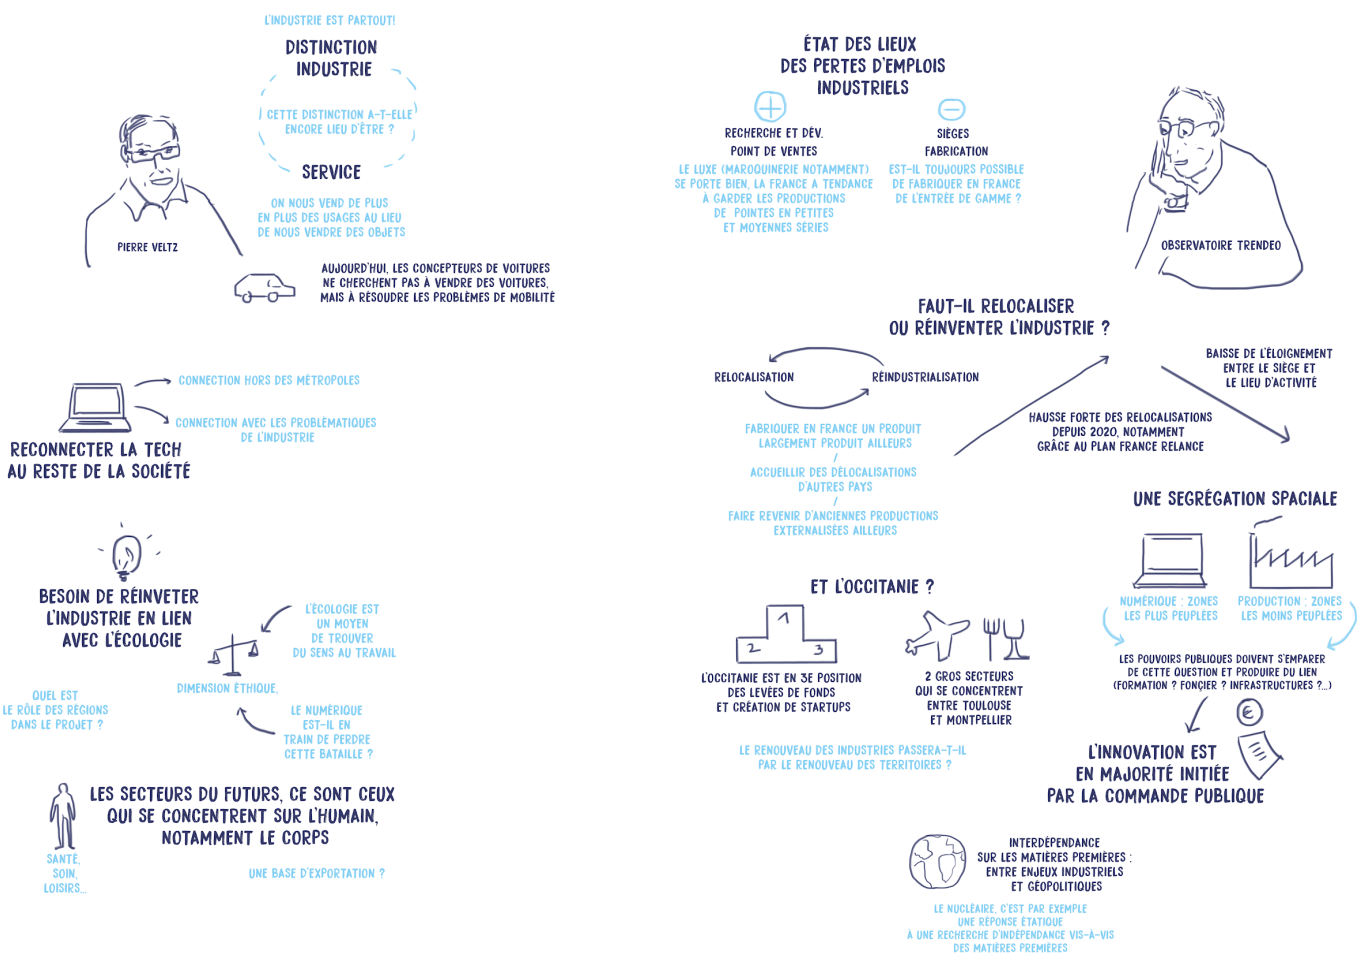 L'INDUSTRIE EST PARTOUT!
DISTINCTION
INDUSTRIE
CETTE DISTINCTION A-T-ELLE
ENCORE LIEU D'ÊTRE ?
SERVICE
ON NOUS VEND DE PLUS
EN PLUS DES USAGES AU LIEU
DE NOUS VENDRE DES OBJETS
PIERRE VELTZ
AUJOURD'HUI, LES CONCEPTEURS DE VOITURES
NE CHERCHENT PAS À VENDRE DES VOITURES,
MAIS À RÉSOUDRE LES PROBLÈMES DE MOBILITÉ
CONNECTION HORS DES MÉTROPOLES
CONNECTION AVEC LES PROBLÉMATIQUES
DE L'INDUSTRIE
RECONNECTER LA TECH
AU RESTE DE LA SOCIÉTÉ
BESOIN DE RÉINVETER
L'INDUSTRIE EN LIEN
AVEC L'ÉCOLOGIE
L'ÉCOLOGIE EST
UN MOYEN
DE TROUVER
DU SENS AU TRAVAIL
DIMENSION ÉTHIQUE,
QUEL EST
LE RÔLE DES RÉGIONS
DANS LE PROJET ?
LE NUMÉRIQUE
EST-IL EN
TRAIN DE PERDRE
CETTE BATAILLE ?
LES SECTEURS DU FUTURS, CE SONT CEUX
QUI SE CONCENTRENT SUR L'HUMAIN,
NOTAMMENT LE CORPS
SANTÉ,
SOIN,
LOISIRS...
UNE BASE D'EXPORTATION ?
ÉTAT DES LIEUX
DES PERTES D'EMPLOIS
INDUSTRIELS
RECHERCHE ET DÉV.
POINT DE VENTES
LE LUXE (MAROQUINERIE NOTAMMENT)
SE PORTE BIEN, LA FRANCE A TENDANCE
À GARDER LES PRODUCTIONS
DE POINTES EN PETITES
ET MOYENNES SÉRIES
SIÈGES
FABRICATION
EST-IL TOUJOURS POSSIBLE
DE FABRIQUER EN FRANCE
DE L'ENTRÉE DE GAMME ?
OBSERVATOIRE TRENDEO
FAUT-IL RELOCALISER
OU RÉINVENTER L'INDUSTRIE ?
RELOCALISATION
RÉINDUSTRIALISATION
FABRIQUER EN FRANCE UN PRODUIT
LARGEMENT PRODUIT AILLEURS
/
ACCUEILLIR DES DÉLOCALISATIONS
D'AUTRES PAYS
/
FAIRE REVENIR D'ANCIENNES PRODUCTIONS
EXTERNALISÉES AILLEURS
HAUSSE FORTE DES RELOCALISATIONS
DEPUIS 2020, NOTAMMENT
GRÂCE AU PLAN FRANCE RELANCE
BAISSE DE L'ÉLOIGNEMENT
ENTRE LE SIÈGE ET
LE LIEU D'ACTIVITÉ
UNE SEGRÉGATION SPACIALE
NUMÉRIQUE : ZONES
LES PLUS PEUPLÉES
PRODUCTION : ZONES
LES MOINS PEUPLÉES
LES POUVOIRS PUBLIQUES DOIVENT S'EMPARER
DE CETTE QUESTION ET PRODUIRE DU LIEN
(FORMATION ? FONÇIER ? INFRASTRUCTURES ?...)
€
L'INNOVATION EST
EN MAJORITÉ INITIÉE
PAR LA COMMANDE PUBLIQUE
ET L'OCCITANIE ?
1
2
3
L'OCCITANIE EST EN 3E POSITION
DES LEVÉES DE FONDS
ET CRÉATION DE STARTUPS
2 GROS SECTEURS
QUI SE CONCENTRENT
ENTRE TOULOUSE
ET MONTPELLIER
LE RENOUVEAU DES INDUSTRIES PASSERA-T-IL
PAR LE RENOUVEAU DES TERRITOIRES ?
INTERDÉPENDANCE
SUR LES MATIÈRES PREMIÈRES :
ENTRE ENJEUX INDUSTRIELS
ET GÉOPOLITIQUES
LE NUCLÉAIRE, C'EST PAR EXEMPLE
UNE RÉPONSE ÉTATIQUE
À UNE RECHERCHE D'INDÉPENDANCE VIS-À-VIS
DES MATIÈRES PREMIÈRES